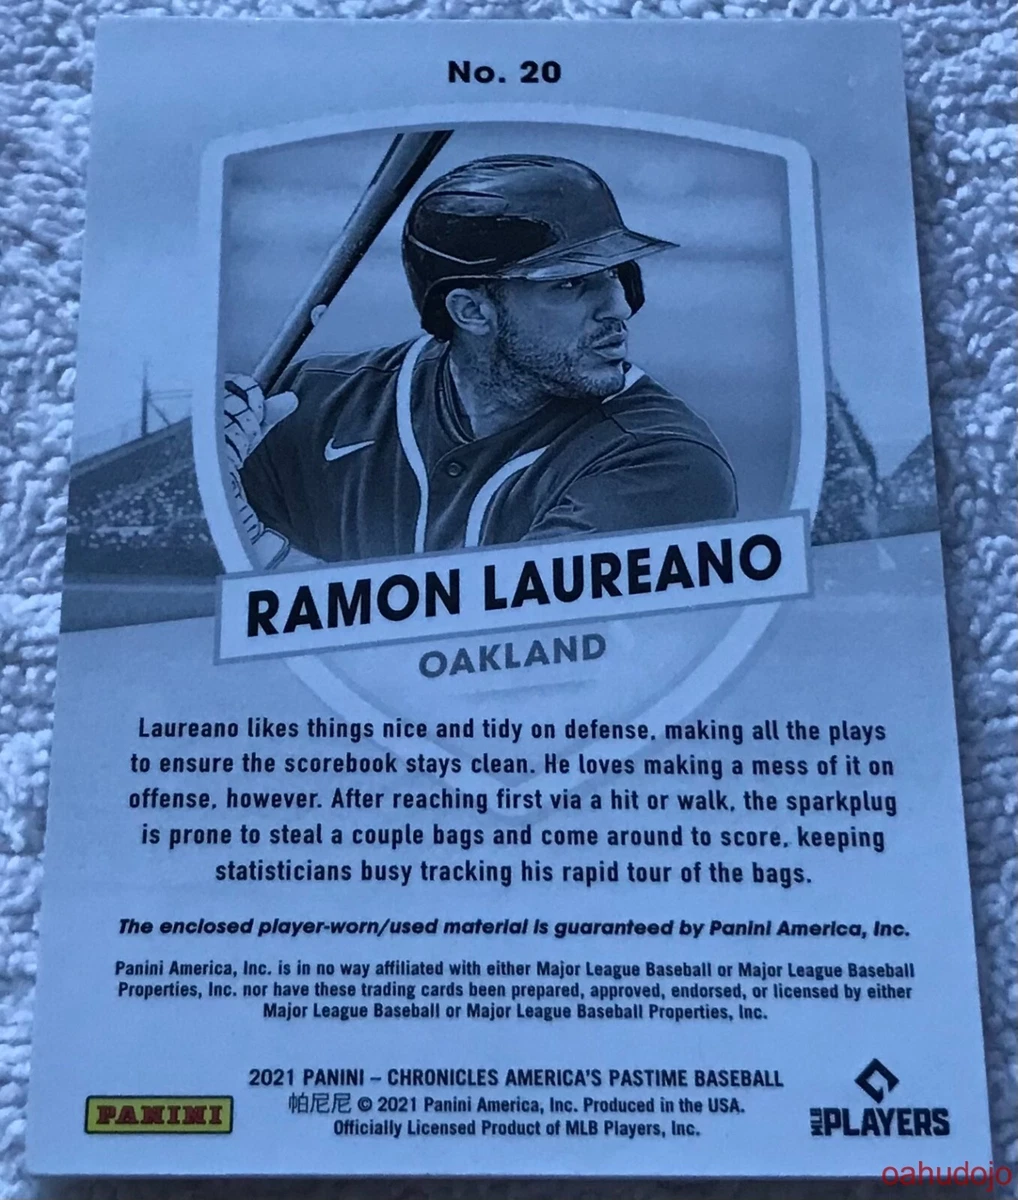 No. 20
RAMON LAUREANO
OAKLAND
Laureano likes things nice and tidy on defense, making all the plays
to ensure the scorebook stays clean. He loves making a mess of it on
offense, however. After reaching first via a hit or walk, the sparkplug
is prone to steal a couple bags and come around to score, keeping
statisticians busy tracking his rapid tour of the bags.
The enclosed player-worn/used material is guaranteed by Panini America, Inc.
Panini America, Inc. is in no way affiliated with either Major League Baseball or Major League Baseball
Properties, Inc. nor have these trading cards been prepared, approved, endorsed, or licensed by either
Major League Baseball or Major League Baseball Properties, Inc.
2021 PANINI – CHRONICLES AMERICA'S PASTIME BASEBALL
帕尼尼 © 2021 Panini America, Inc. Produced in the USA.
Officially Licensed Product of MLB Players, Inc.
PANINI
MLB PLAYERS
oahudojo